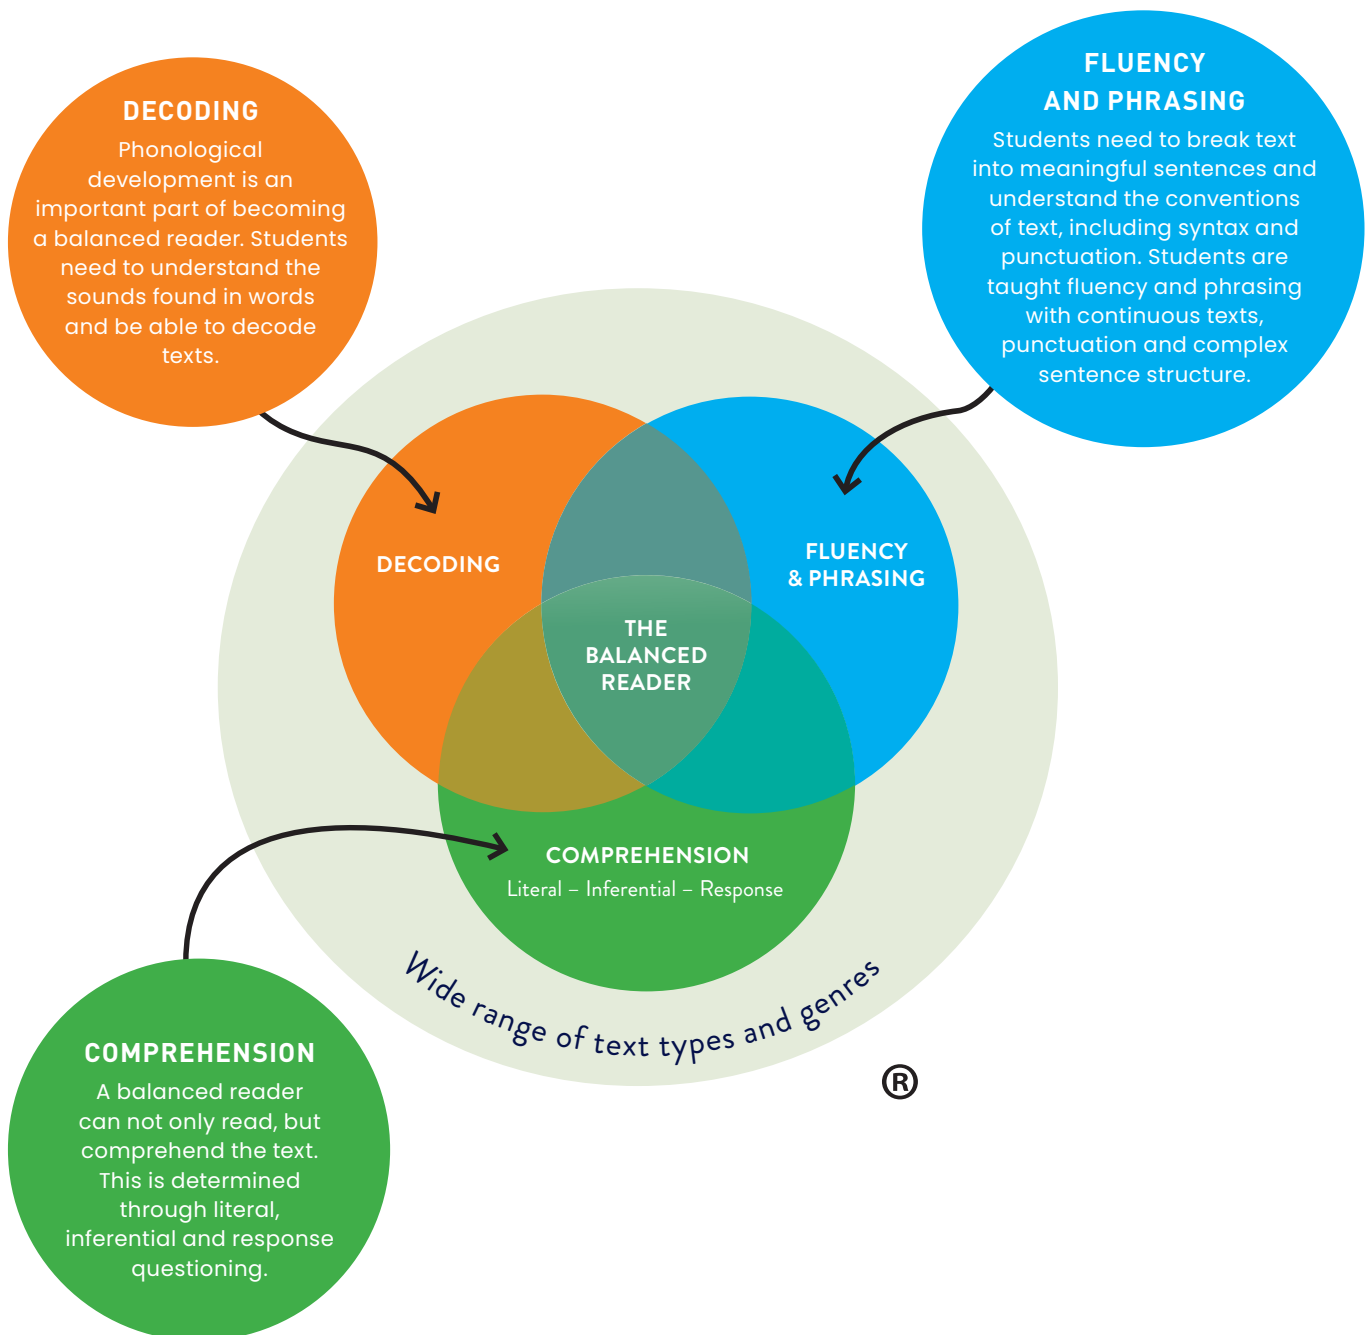 DECODING
Phonological
development is an
important part of becoming
a balanced reader. Students
need to understand the
sounds found in words
and be able to decode
texts.
FLUENCY
AND PHRASING
Students need to break text
into meaningful sentences and
understand the conventions
of text, including syntax and
punctuation. Students are
taught fluency and phrasing
with continuous texts,
punctuation and complex
sentence structure.
DECODING
FLUENCY
& PHRASING
THE
BALANCED
READER
COMPREHENSION
Literal – Inferential – Response
Wide range of text types and genres
®
COMPREHENSION
A balanced reader
can not only read, but
comprehend the text.
This is determined
through literal,
inferential and response
questioning.